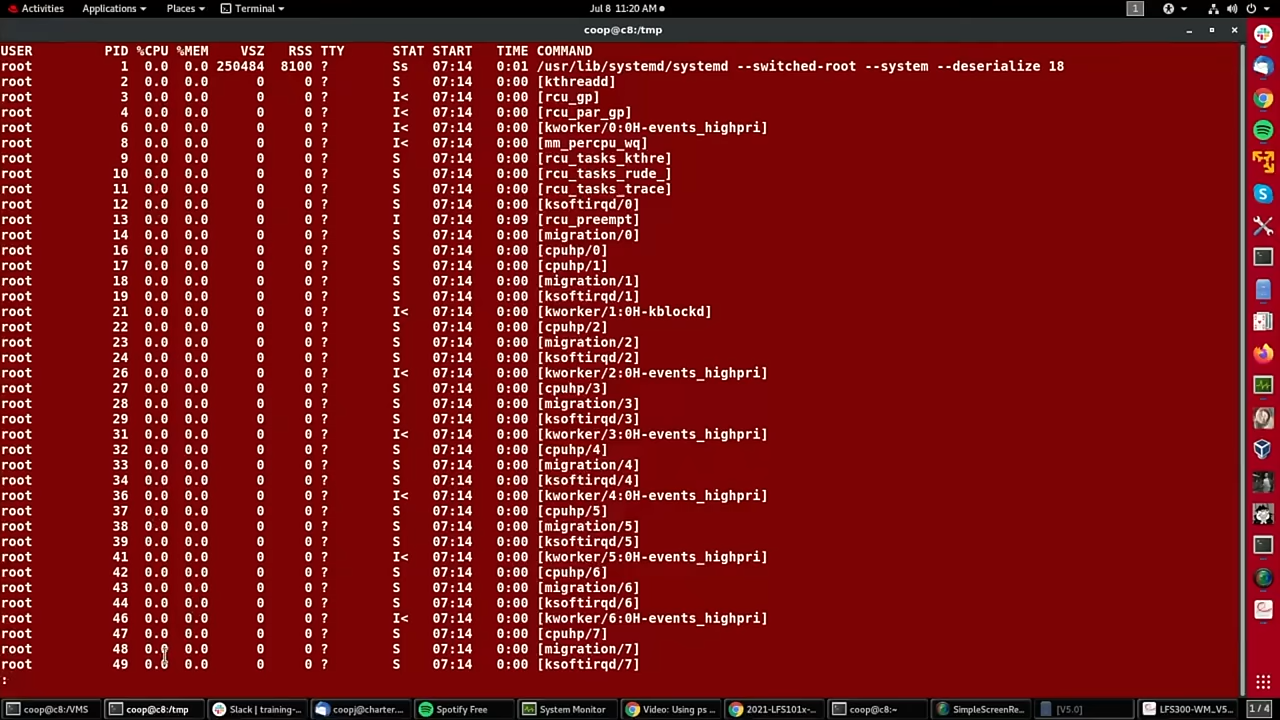 Activities Applications Places Terminal Jul 8 11:20 AM 1
coop@c8:/tmp
USER PID %CPU %MEM VSZ RSS TTY STAT START TIME COMMAND
root 1 0.0 0.0 250484 8100 ? Ss 07:14 0:01 /usr/lib/systemd/systemd --switched-root --system --deserialize 18
root 2 0.0 0.0 0 0 ? S 07:14 0:00 [kthreadd]
root 3 0.0 0.0 0 0 ? I< 07:14 0:00 [rcu_gp]
root 4 0.0 0.0 0 0 ? I< 07:14 0:00 [rcu_par_gp]
root 6 0.0 0.0 0 0 ? I< 07:14 0:00 [kworker/0:0H-events_highpri]
root 8 0.0 0.0 0 0 ? I< 07:14 0:00 [mm_percpu_wq]
root 9 0.0 0.0 0 0 ? S 07:14 0:00 [rcu_tasks_kthre]
root 10 0.0 0.0 0 0 ? S 07:14 0:00 [rcu_tasks_rude_]
root 11 0.0 0.0 0 0 ? S 07:14 0:00 [rcu_tasks_trace]
root 12 0.0 0.0 0 0 ? S 07:14 0:00 [ksoftirqd/0]
root 13 0.0 0.0 0 0 ? I 07:14 0:09 [rcu_preempt]
root 14 0.0 0.0 0 0 ? S 07:14 0:00 [migration/0]
root 16 0.0 0.0 0 0 ? S 07:14 0:00 [cpuhp/0]
root 17 0.0 0.0 0 0 ? S 07:14 0:00 [cpuhp/1]
root 18 0.0 0.0 0 0 ? S 07:14 0:00 [migration/1]
root 19 0.0 0.0 0 0 ? S 07:14 0:00 [ksoftirqd/1]
root 21 0.0 0.0 0 0 ? I< 07:14 0:00 [kworker/1:0H-kblockd]
root 22 0.0 0.0 0 0 ? S 07:14 0:00 [cpuhp/2]
root 23 0.0 0.0 0 0 ? S 07:14 0:00 [migration/2]
root 24 0.0 0.0 0 0 ? S 07:14 0:00 [ksoftirqd/2]
root 26 0.0 0.0 0 0 ? I< 07:14 0:00 [kworker/2:0H-events_highpri]
root 27 0.0 0.0 0 0 ? S 07:14 0:00 [cpuhp/3]
root 28 0.0 0.0 0 0 ? S 07:14 0:00 [migration/3]
root 29 0.0 0.0 0 0 ? S 07:14 0:00 [ksoftirqd/3]
root 31 0.0 0.0 0 0 ? I< 07:14 0:00 [kworker/3:0H-events_highpri]
root 32 0.0 0.0 0 0 ? S 07:14 0:00 [cpuhp/4]
root 33 0.0 0.0 0 0 ? S 07:14 0:00 [migration/4]
root 34 0.0 0.0 0 0 ? S 07:14 0:00 [ksoftirqd/4]
root 36 0.0 0.0 0 0 ? I< 07:14 0:00 [kworker/4:0H-events_highpri]
root 37 0.0 0.0 0 0 ? S 07:14 0:00 [cpuhp/5]
root 38 0.0 0.0 0 0 ? S 07:14 0:00 [migration/5]
root 39 0.0 0.0 0 0 ? S 07:14 0:00 [ksoftirqd/5]
root 41 0.0 0.0 0 0 ? I< 07:14 0:00 [kworker/5:0H-events_highpri]
root 42 0.0 0.0 0 0 ? S 07:14 0:00 [cpuhp/6]
root 43 0.0 0.0 0 0 ? S 07:14 0:00 [migration/6]
root 44 0.0 0.0 0 0 ? S 07:14 0:00 [ksoftirqd/6]
root 46 0.0 0.0 0 0 ? I< 07:14 0:00 [kworker/6:0H-events_highpri]
root 47 0.0 0.0 0 0 ? S 07:14 0:00 [cpuhp/7]
root 48 0.0 0.0 0 0 ? S 07:14 0:00 [migration/7]
root 49 0.0 0.0 0 0 ? S 07:14 0:00 [ksoftirqd/7]
:
coop@c8:/VMS coop@c8:/tmp Slack | training-... coopj@charter.... Spotify Free System Monitor Video: Using ps ... 2021-LFS101x-... coop@c8:~ SimpleScreenRe... [V5.0] LFS300-WM_V5... 1 / 4